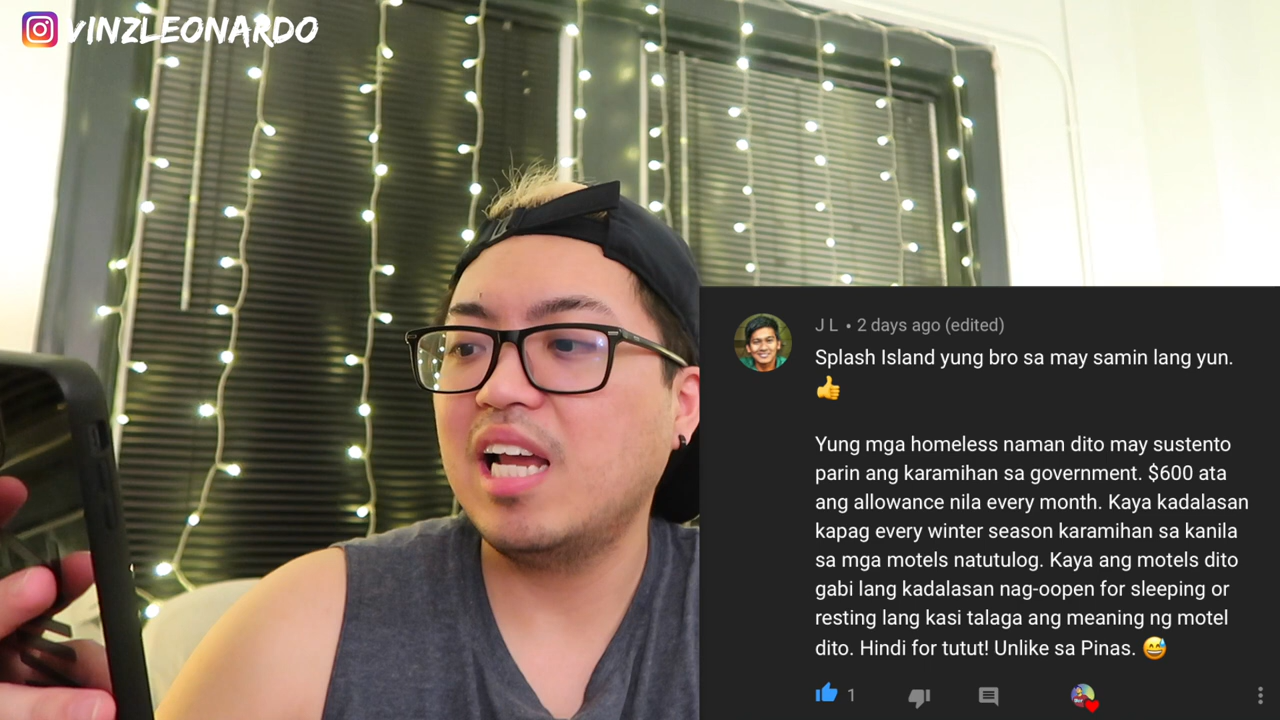 VINZLEONARDO
J L • 2 days ago (edited)
Splash Island yung bro sa may samin lang yun.
👍
Yung mga homeless naman dito may sustento
parin ang karamihan sa government. $600 ata
ang allowance nila every month. Kaya kadalasan
kapag every winter season karamihan sa kanila
sa mga motels natutulog. Kaya ang motels dito
gabi lang kadalasan nag-oopen for sleeping or
resting lang kasi talaga ang meaning ng motel
dito. Hindi for tutut! Unlike sa Pinas. 😅
1